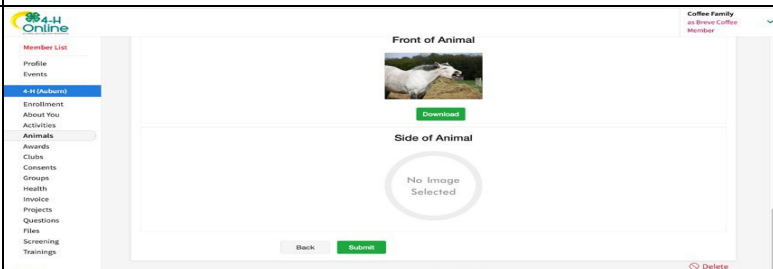 4-H
Online
Coffee Family
as Breve Coffee
Member
Member List
Profile
Events
4-H (Auburn)
Enrollment
About You
Activities
Animals
Awards
Clubs
Consents
Groups
Health
Invoice
Projects
Questions
Files
Screening
Trainings
Front of Animal
Download
Side of Animal
No Image
Selected
Back
Submit
Delete